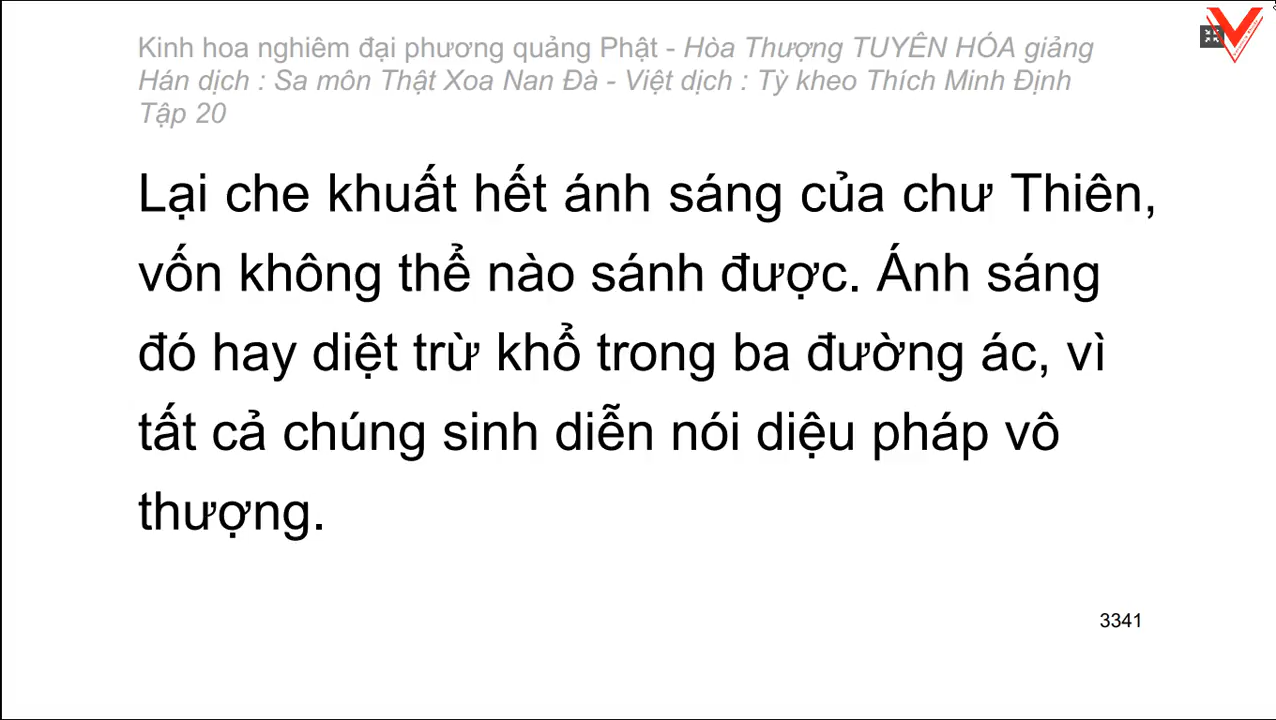 Kinh hoa nghiêm đại phương quảng Phật - Hòa Thượng TUYÊN HÓA giảng
Hán dịch : Sa môn Thật Xoa Nan Đà - Việt dịch : Tỳ kheo Thích Minh Định
Tập 20
Lại che khuất hết ánh sáng của chư Thiên,
vốn không thể nào sánh được. Ánh sáng
đó hay diệt trừ khổ trong ba đường ác, vì
tất cả chúng sinh diễn nói diệu pháp vô
thượng.
3341